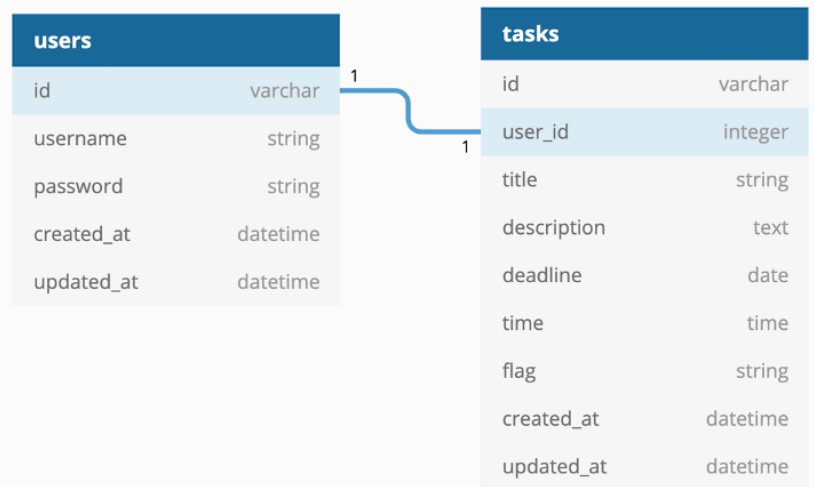 users
id varchar
username string
password string
created_at datetime
updated_at datetime
1
1
tasks
id varchar
user_id integer
title string
description text
deadline date
time time
flag string
created_at datetime
updated_at datetime